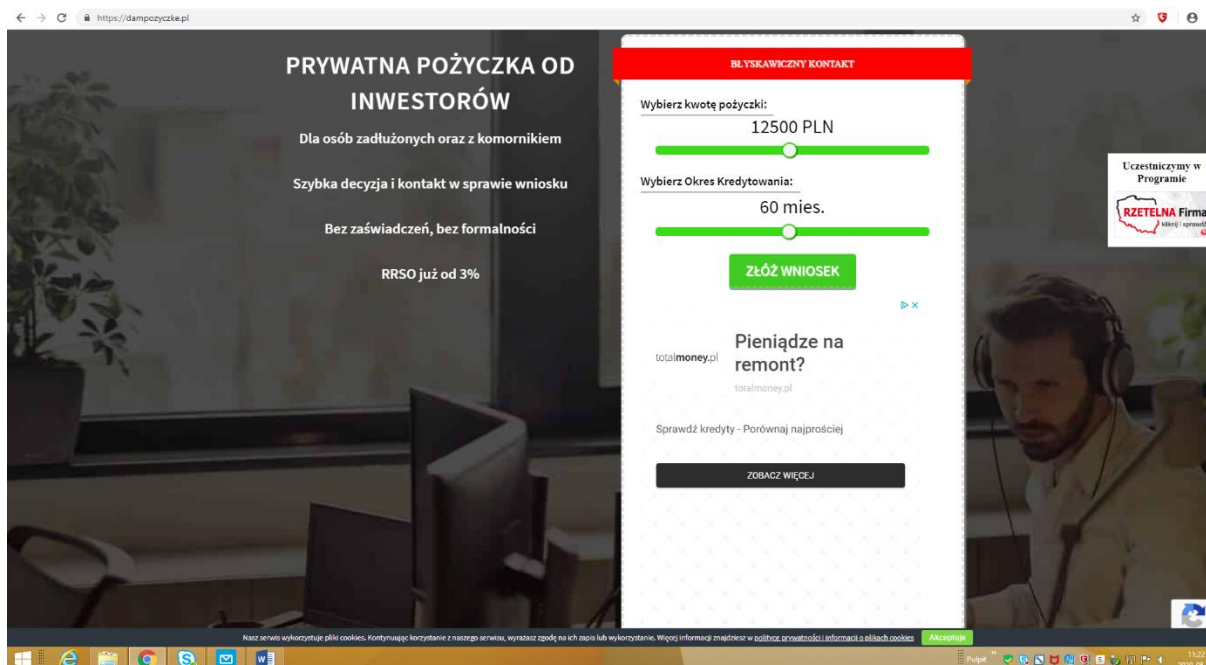 https://dampozyczke.pl
PRYWATNA POŻYCZKA OD
INWESTORÓW
Dla osób zadłużonych oraz z komornikiem
Szybka decyzja i kontakt w sprawie wniosku
Bez zaświadczeń, bez formalności
RRSO już od 3%
BŁYSKAWICZNY KONTAKT
Wybierz kwotę pożyczki:
12500 PLN
Wybierz Okres Kredytowania:
60 mies.
ZŁÓŻ WNIOSEK
totalmoney.pl
Pieniądze na
remont?
totalmoney.pl
Sprawdź kredyty - Porównaj najprościej
ZOBACZ WIĘCEJ
Uczestniczymy w
Programie
RZETELNA Firma
kliknij i sprawdź
Nasz serwis wykorzystuje pliki cookies. Kontynuując korzystanie z naszego serwisu, wyrażasz zgodę na ich zapis lub wykorzystanie. Więcej informacji znajdziesz w polityce prywatności i informacji o plikach cookies
Akceptuję
Pulpit
11:22